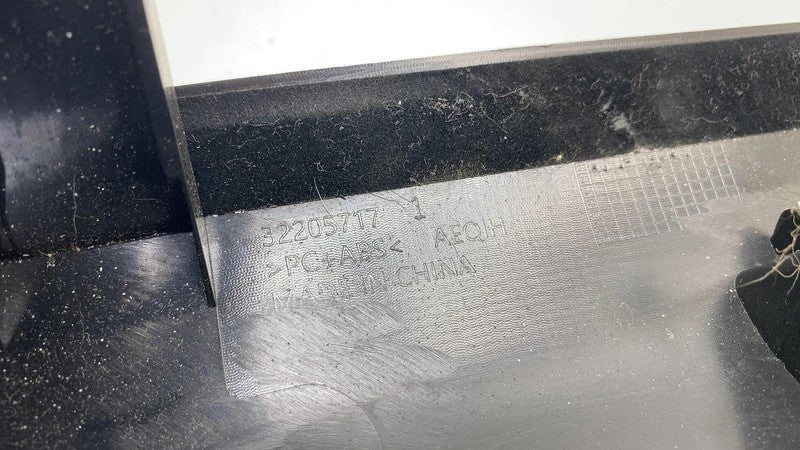 32205717 1
>PC+ABS< AEQIH
MADE IN CHINA